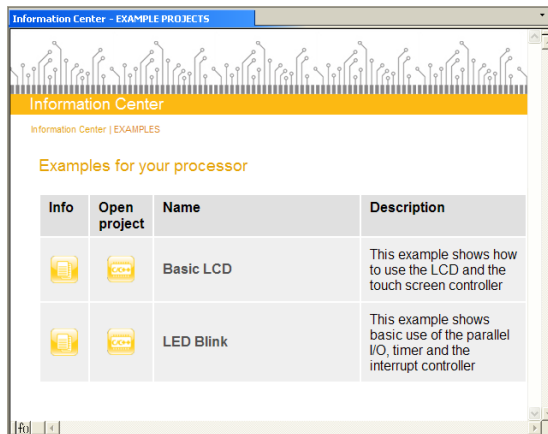 Information Center - EXAMPLE PROJECTS
Information Center
Information Center | EXAMPLES
Examples for your processor
Info Open project Name Description
Basic LCD
This example shows how
to use the LCD and the
touch screen controller
LED Blink
This example shows
basic use of the parallel
I/O, timer and the
interrupt controller